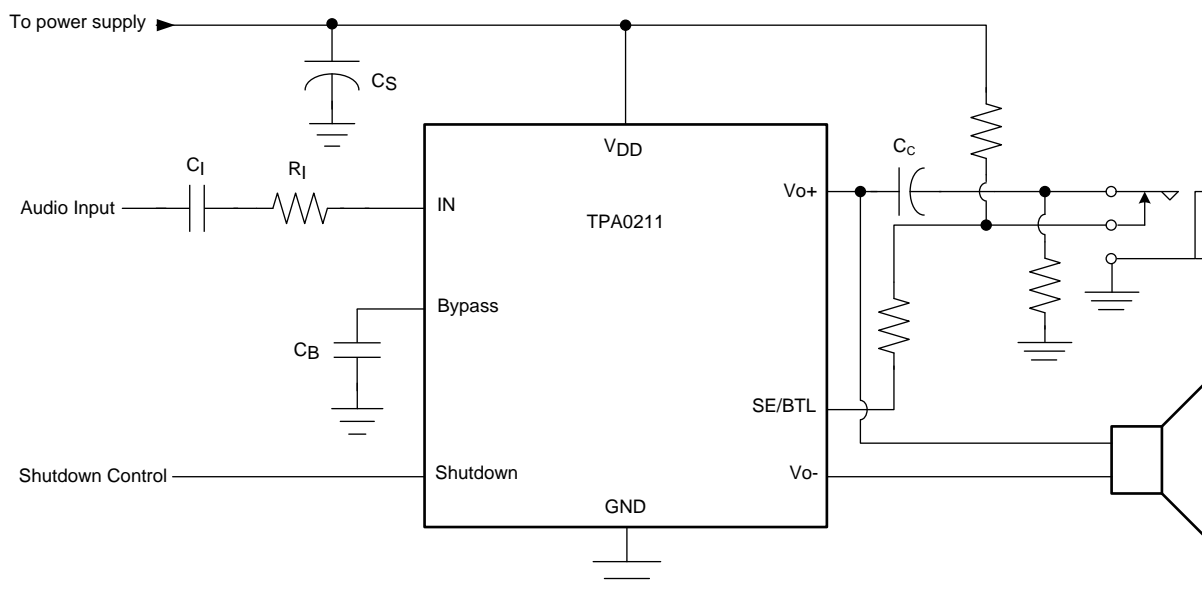 To power supply
CS
VDD
CI
RI
CC
Vo+
Audio Input
IN
TPA0211
Bypass
CB
SE/BTL
Shutdown Control
Shutdown
Vo-
GND